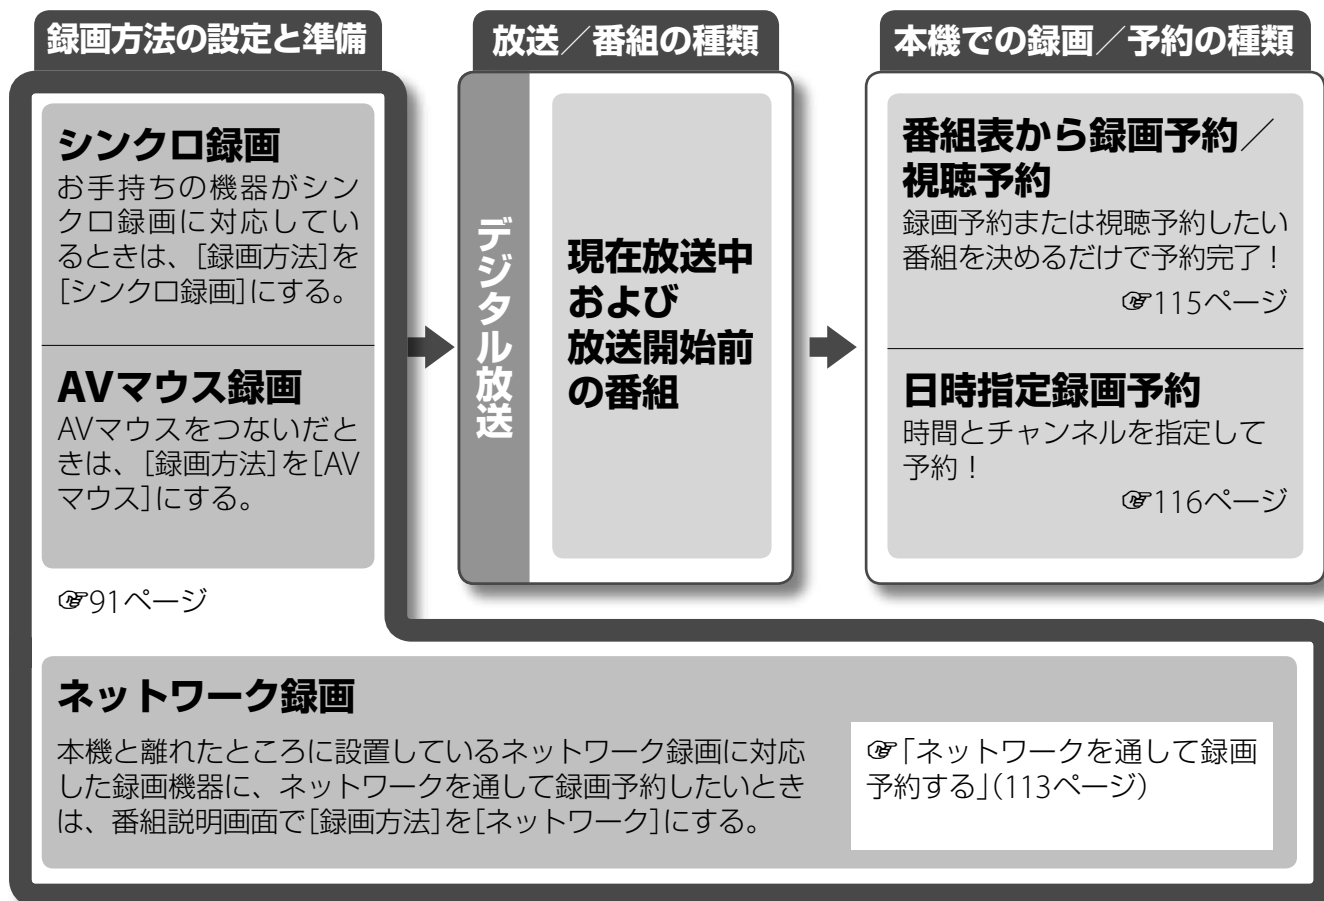 録画方法の設定と準備
シンクロ録画
お手持ちの機器がシン
クロ録画に対応してい
るときは、[録画方法]を
[シンクロ録画]にする。
AVマウス録画
AVマウスをつないだと
きは、[録画方法]を[AV
マウス]にする。
☞91ページ
放送／番組の種類
デジタル放送
現在放送中
および
放送開始前
の番組
本機での録画／予約の種類
番組表から録画予約／
視聴予約
録画予約または視聴予約したい
番組を決めるだけで予約完了！
☞115ページ
日時指定録画予約
時間とチャンネルを指定して
予約！
☞116ページ
ネットワーク録画
本機と離れたところに設置しているネットワーク録画に対応
した録画機器に、ネットワークを通して録画予約したいとき
は、番組説明画面で[録画方法]を[ネットワーク]にする。
☞「ネットワークを通して録画
予約する」(113ページ)